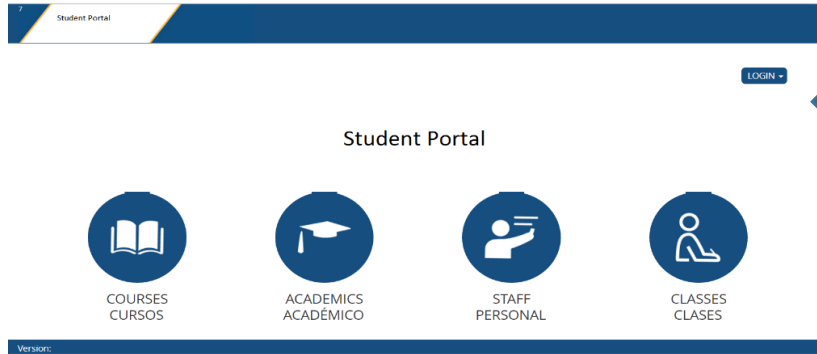 7
Student Portal
LOGIN
Student Portal
COURSES
CURSOS
ACADEMICS
ACADÉMICO
STAFF
PERSONAL
CLASSES
CLASES
Version: